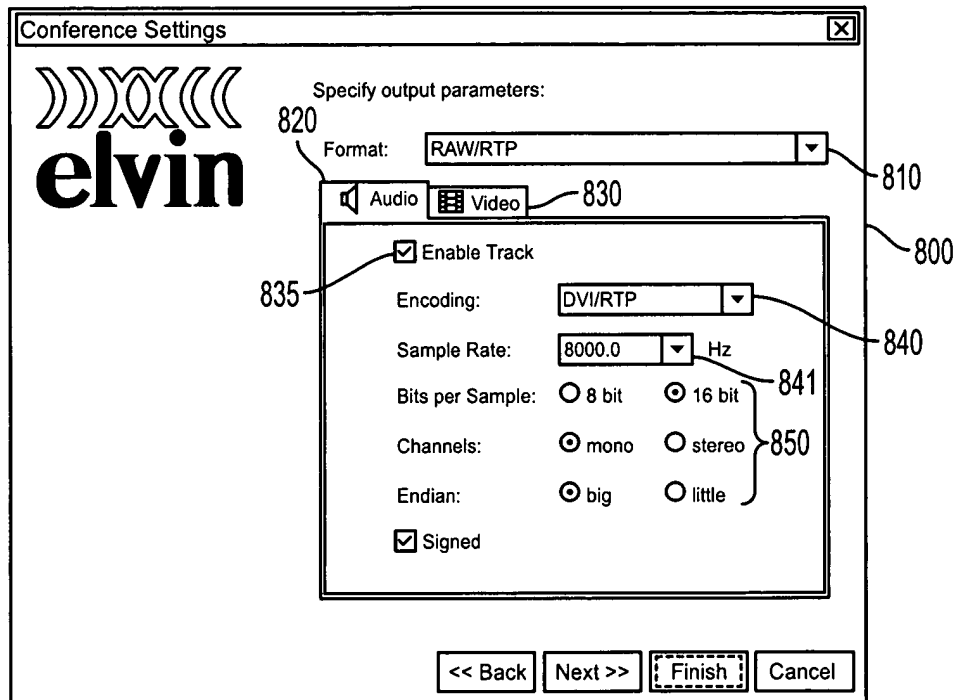 Conference Settings
elvin
Specify output parameters:
820
Format: RAW/RTP
810
Audio
Video
830
800
Enable Track
835
Encoding: DVI/RTP
840
Sample Rate: 8000.0 Hz
841
Bits per Sample: 8 bit 16 bit
Channels: mono stereo
850
Endian: big little
Signed
<< Back Next >> Finish Cancel